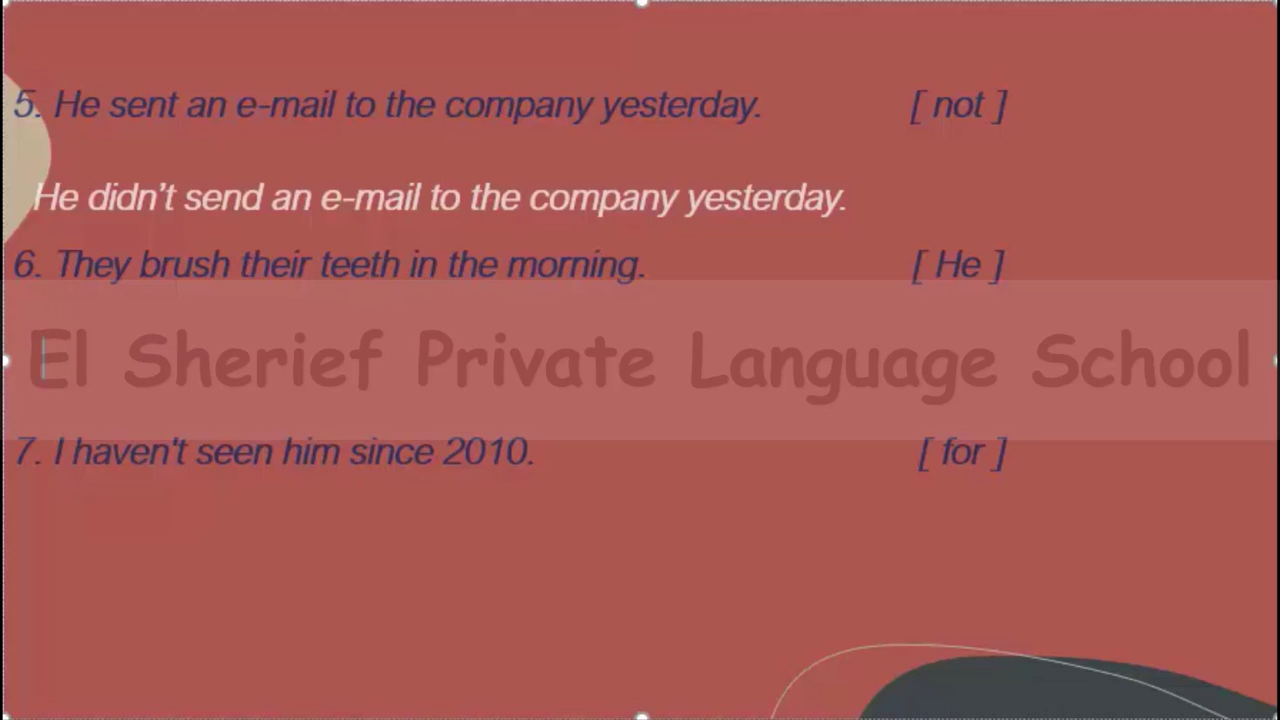 5. He sent an e-mail to the company yesterday. [ not ]
He didn't send an e-mail to the company yesterday.
6. They brush their teeth in the morning. [ He ]
El Sherief Private Language School
7. I haven't seen him since 2010. [ for ]